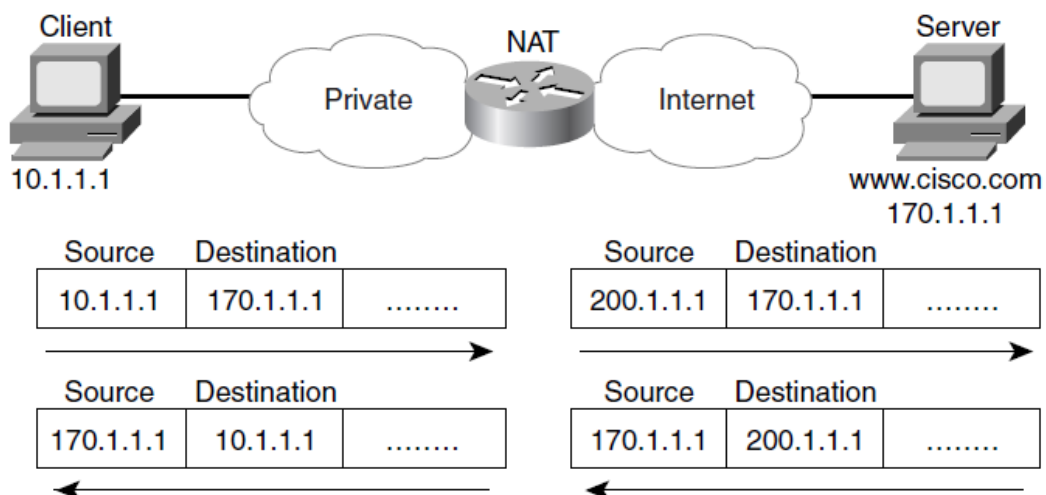 Client
NAT
Server
Private
Internet
10.1.1.1
www.cisco.com
170.1.1.1
Source Destination
10.1.1.1 170.1.1.1 ........
Source Destination
200.1.1.1 170.1.1.1 ........
Source Destination
170.1.1.1 10.1.1.1 ........
Source Destination
170.1.1.1 200.1.1.1 ........